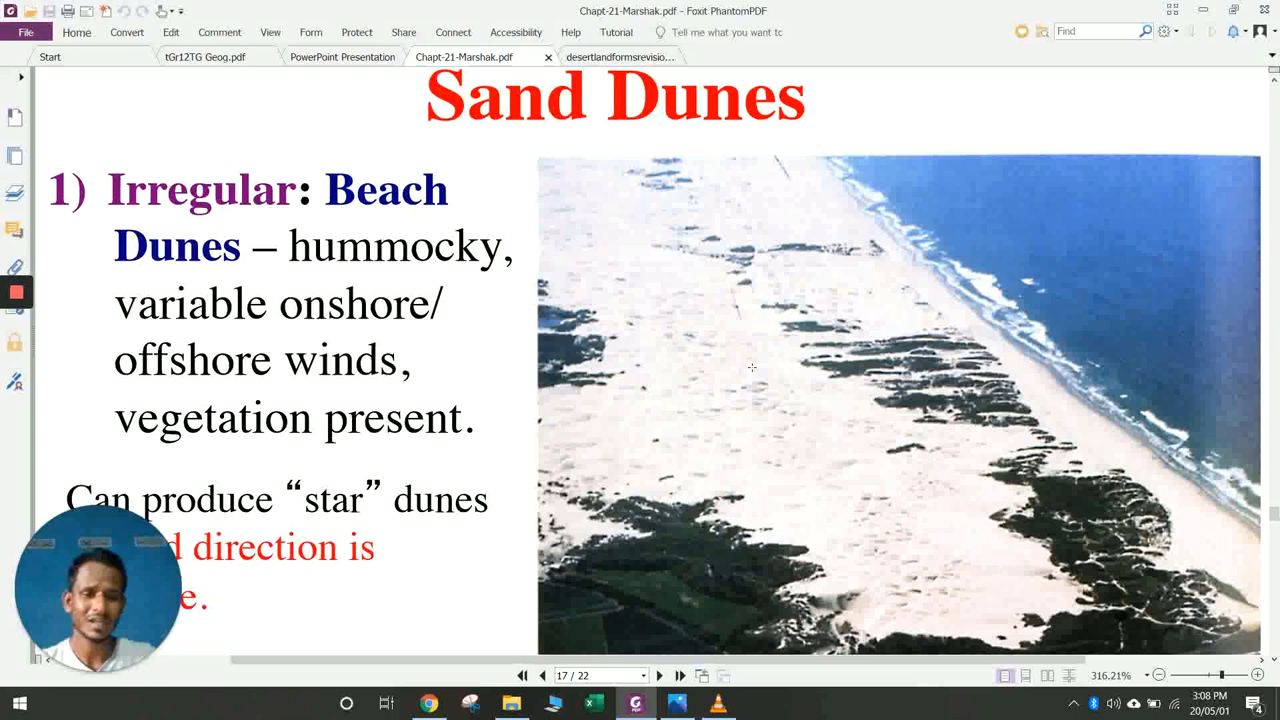 Chapt-21-Marshak.pdf - Foxit PhantomPDF
File Home Convert Edit Comment View Form Protect Share Connect Accessibility Help Tutorial Tell me what you want tc Find
Start tGr12TG Geog.pdf PowerPoint Presentation Chapt-21-Marshak.pdf desertlandformsrevisio...
Sand Dunes
1) Irregular: Beach
Dunes – hummocky,
variable onshore/
offshore winds,
vegetation present.
Can produce “star” dunes
direction is
17 / 22
316.21%
3:08 PM
20/05/01
4